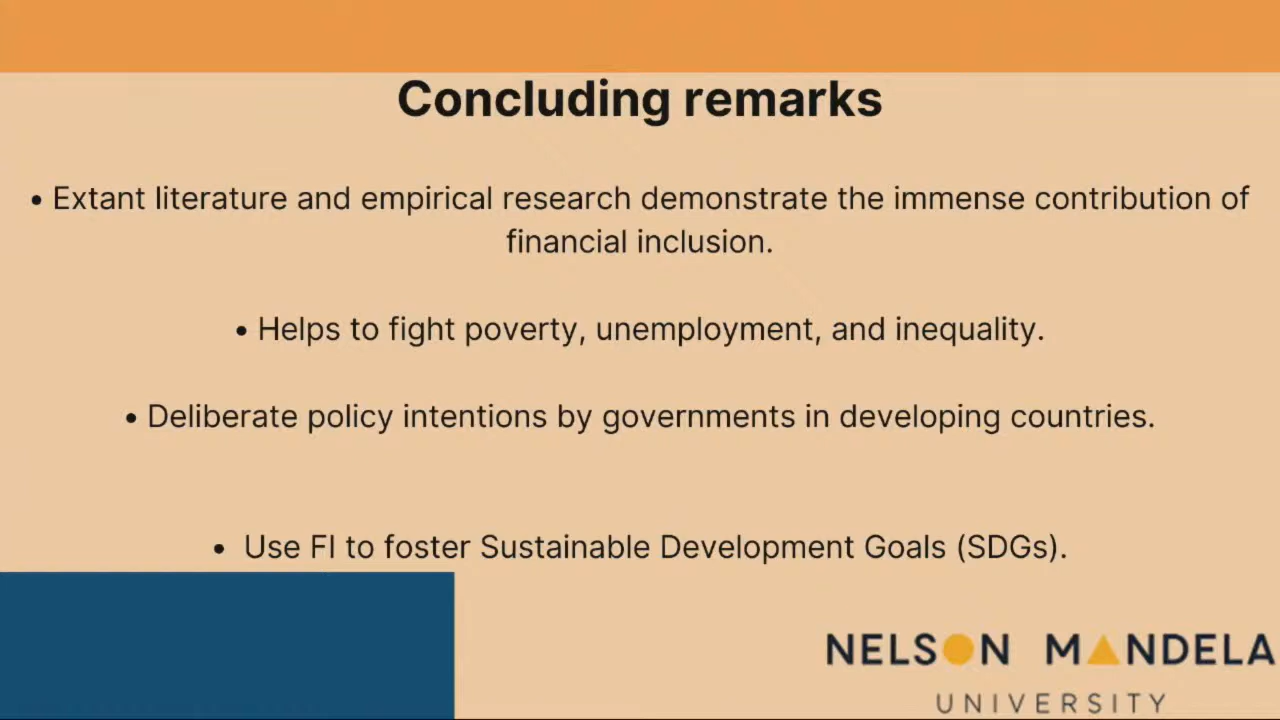 Concluding remarks
• Extant literature and empirical research demonstrate the immense contribution of
financial inclusion.
• Helps to fight poverty, unemployment, and inequality.
• Deliberate policy intentions by governments in developing countries.
• Use FI to foster Sustainable Development Goals (SDGs).
NELSON MANDELA
UNIVERSITY